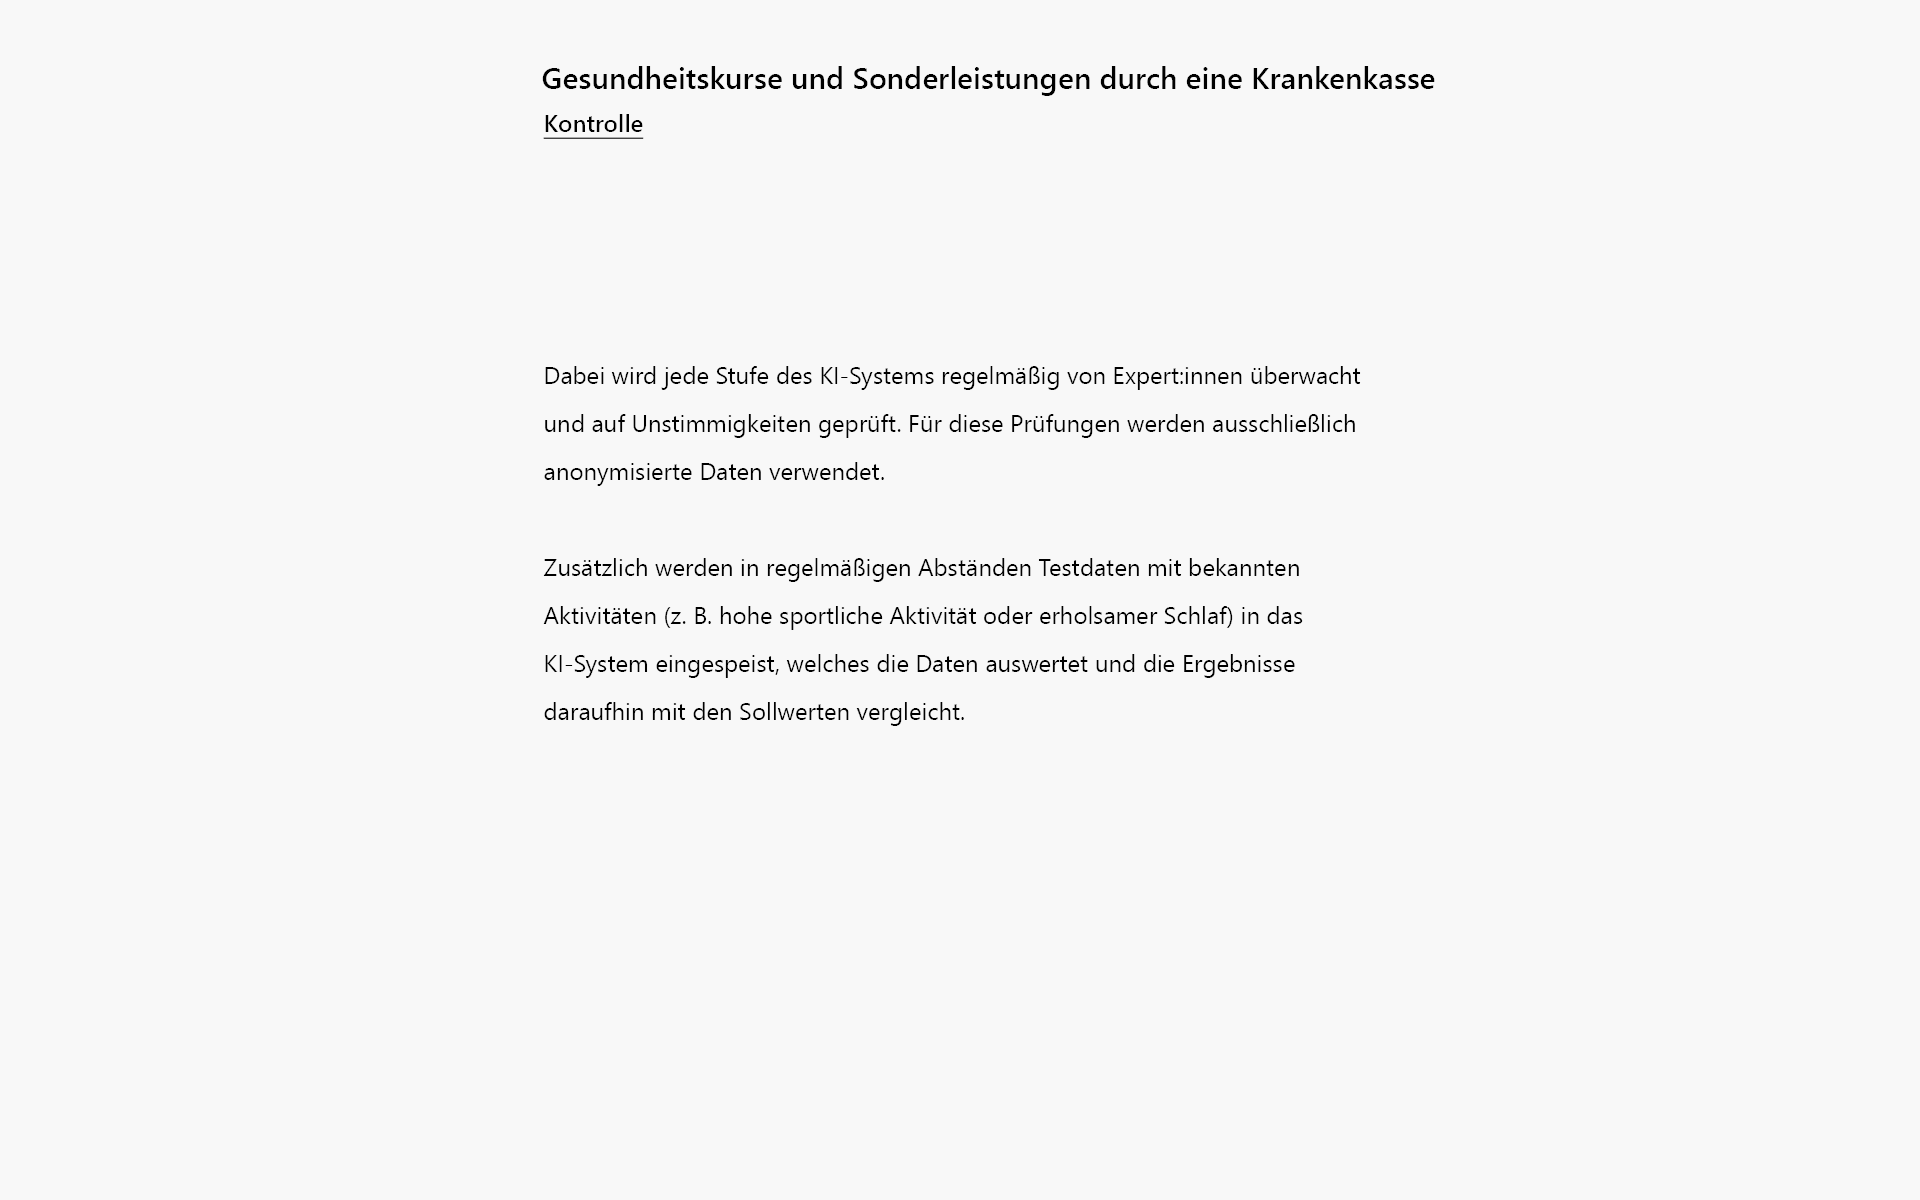 Gesundheitskurse und Sonderleistungen durch eine Krankenkasse
Kontrolle
Dabei wird jede Stufe des KI-Systems regelmäßig von Expert:innen überwacht
und auf Unstimmigkeiten geprüft. Für diese Prüfungen werden ausschließlich
anonymisierte Daten verwendet.
Zusätzlich werden in regelmäßigen Abständen Testdaten mit bekannten
Aktivitäten (z. B. hohe sportliche Aktivität oder erholsamer Schlaf) in das
KI-System eingespeist, welches die Daten auswertet und die Ergebnisse
daraufhin mit den Sollwerten vergleicht.